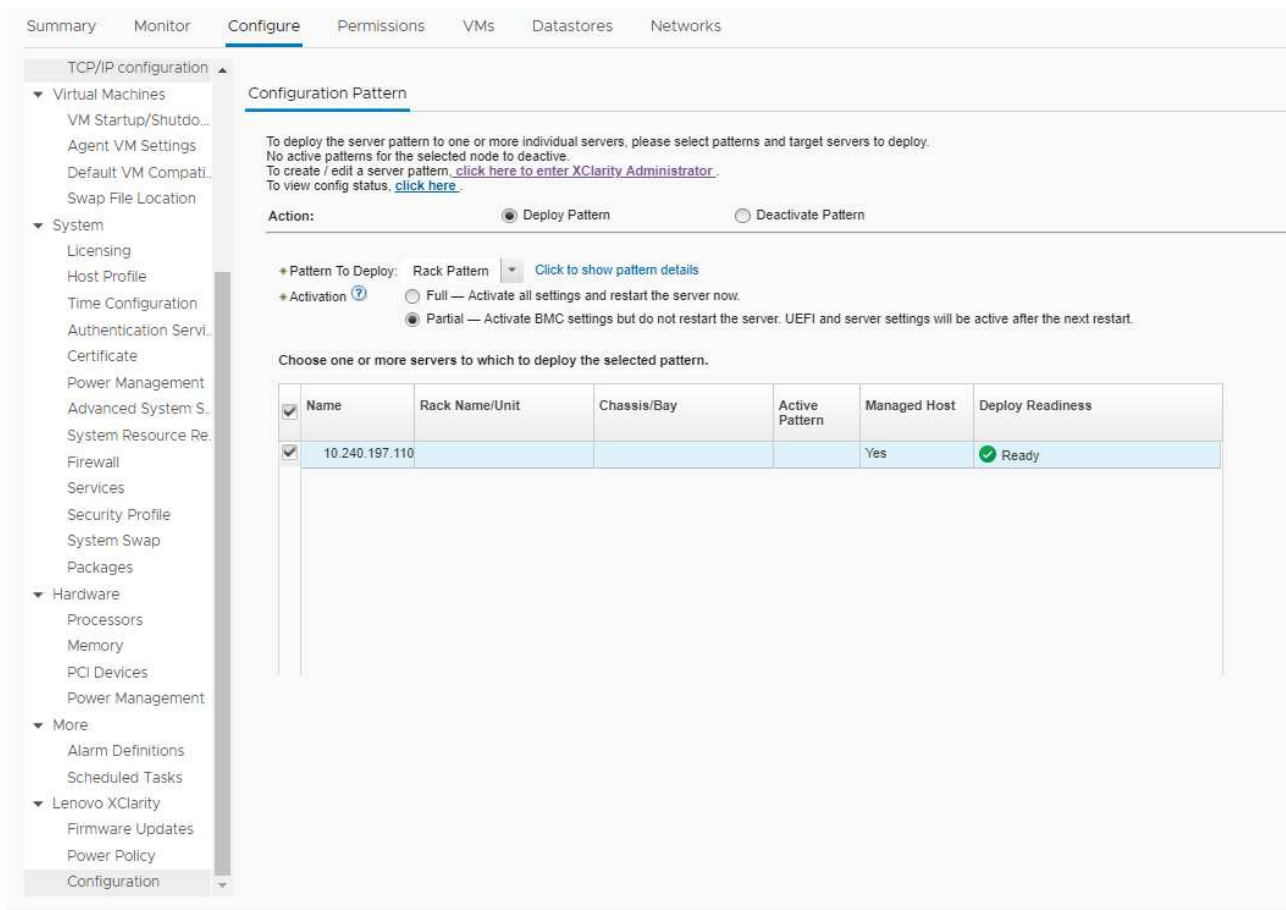 Summary Monitor Configure Permissions VMs Datastores Networks
TCP/IP configuration
Virtual Machines
VM Startup/Shutdo...
Agent VM Settings
Default VM Compati..
Swap File Location
System
Licensing
Host Profile
Time Configuration
Authentication Servi..
Certificate
Power Management
Advanced System S..
System Resource Re.
Firewall
Services
Security Profile
System Swap
Packages
Hardware
Processors
Memory
PCI Devices
Power Management
More
Alarm Definitions
Scheduled Tasks
Lenovo XClarity
Firmware Updates
Power Policy
Configuration
Configuration Pattern
To deploy the server pattern to one or more individual servers, please select patterns and target servers to deploy.
No active patterns for the selected node to deactive.
To create / edit a server pattern, click here to enter XClarity Administrator .
To view config status, click here .
Action: Deploy Pattern Deactivate Pattern
*Pattern To Deploy: Rack Pattern Click to show pattern details
*Activation ? Full — Activate all settings and restart the server now.
Partial — Activate BMC settings but do not restart the server. UEFI and server settings will be active after the next restart.
Choose one or more servers to which to deploy the selected pattern.
Name Rack Name/Unit Chassis/Bay Active Pattern Managed Host Deploy Readiness
10.240.197.110 Yes Ready